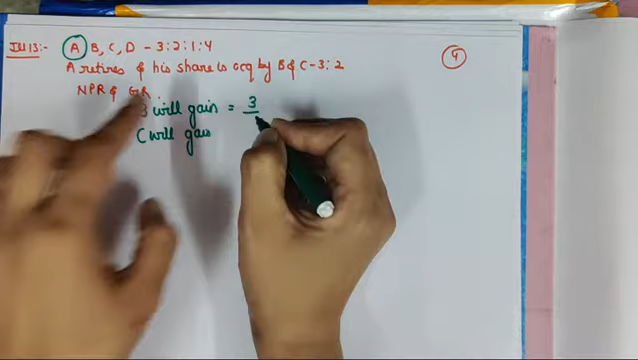 Ill 13:- A B, C, D - 3:2:1:4
A retires & his share is acq by B & C - 3:2
NPR & GR.
B will gain = 3
C will gain
4